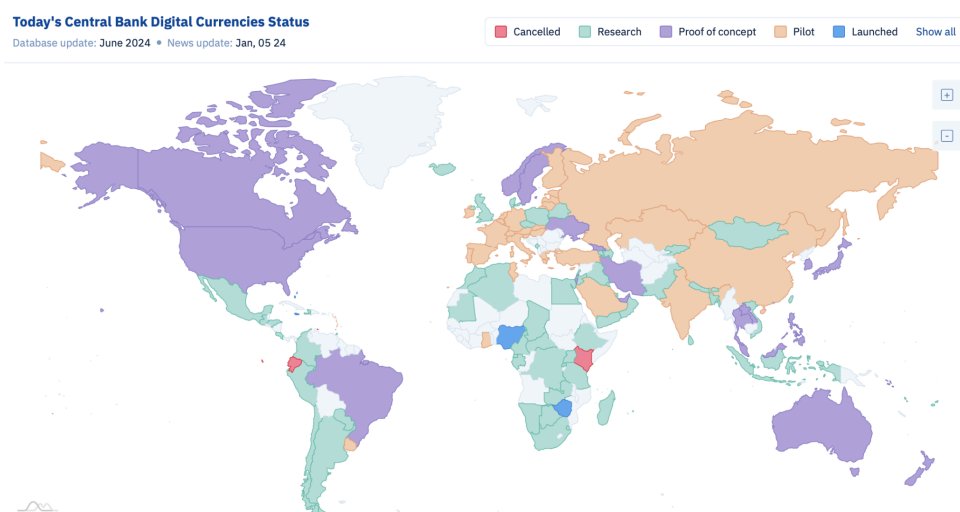 Today's Central Bank Digital Currencies Status
Database update: June 2024 • News update: Jan, 05 24
Cancelled Research Proof of concept Pilot Launched Show all
+
-